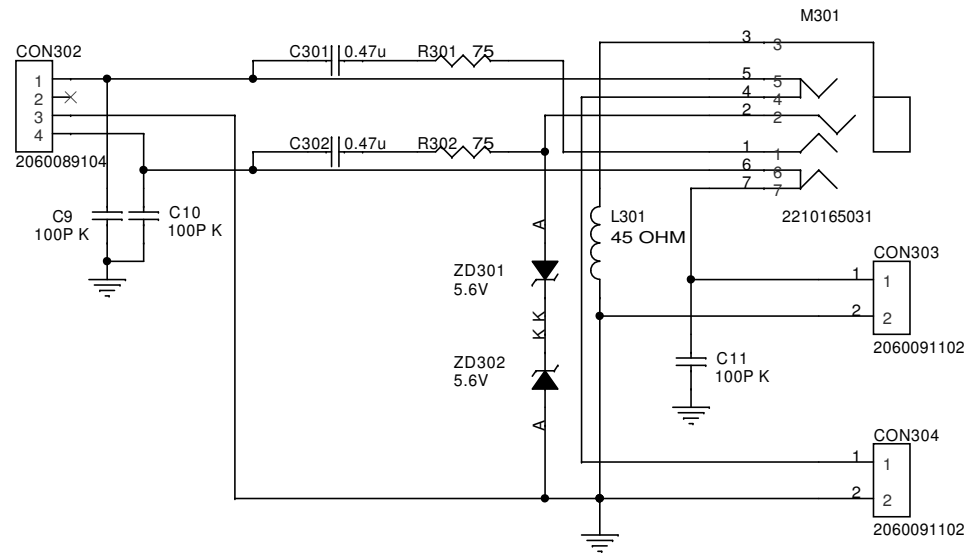 M301
CON302
1
2
3
4
2060089104
C301 0.47u R301 75
C302 0.47u R302 75
3 3
5 5
4 4
2 2
1 1
6 6
7 7
2210165031
C9
100P K
C10
100P K
L301
45 OHM
A
ZD301
5.6V
K
K
ZD302
5.6V
A
CON303
1 1
2 2
2060091102
C11
100P K
CON304
1 1
2 2
2060091102